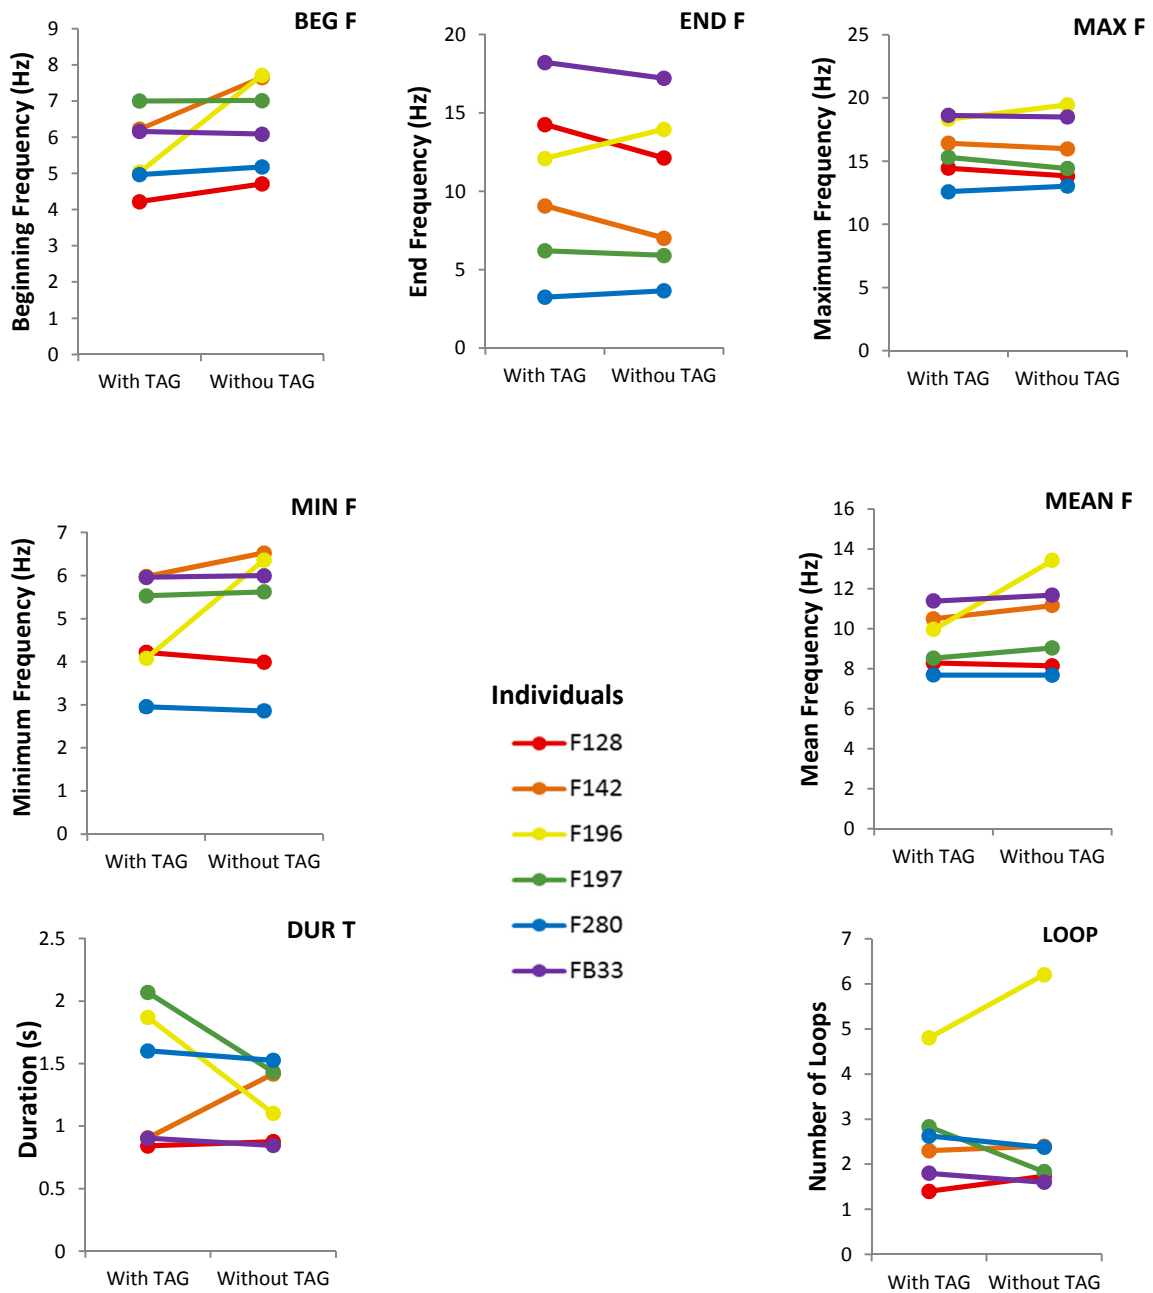 BEG F
Beginning Frequency (Hz)
9
8
7
6
5
4
3
2
1
0
With TAG
Withou TAG
END F
End Frequency (Hz)
20
15
10
5
0
With TAG
Withou TAG
MAX F
Maximum Frequency (Hz)
25
20
15
10
5
0
With TAG
Withou TAG
MIN F
Minimum Frequency (Hz)
7
6
5
4
3
2
1
0
With TAG
Without TAG
Individuals
F128
F142
F196
F197
F280
FB33
MEAN F
Mean Frequency (Hz)
16
14
12
10
8
6
4
2
0
With TAG
Withou TAG
DUR T
Duration (s)
2.5
2
1.5
1
0.5
0
With TAG
Without TAG
LOOP
Number of Loops
7
6
5
4
3
2
1
0
With TAG
Without TAG